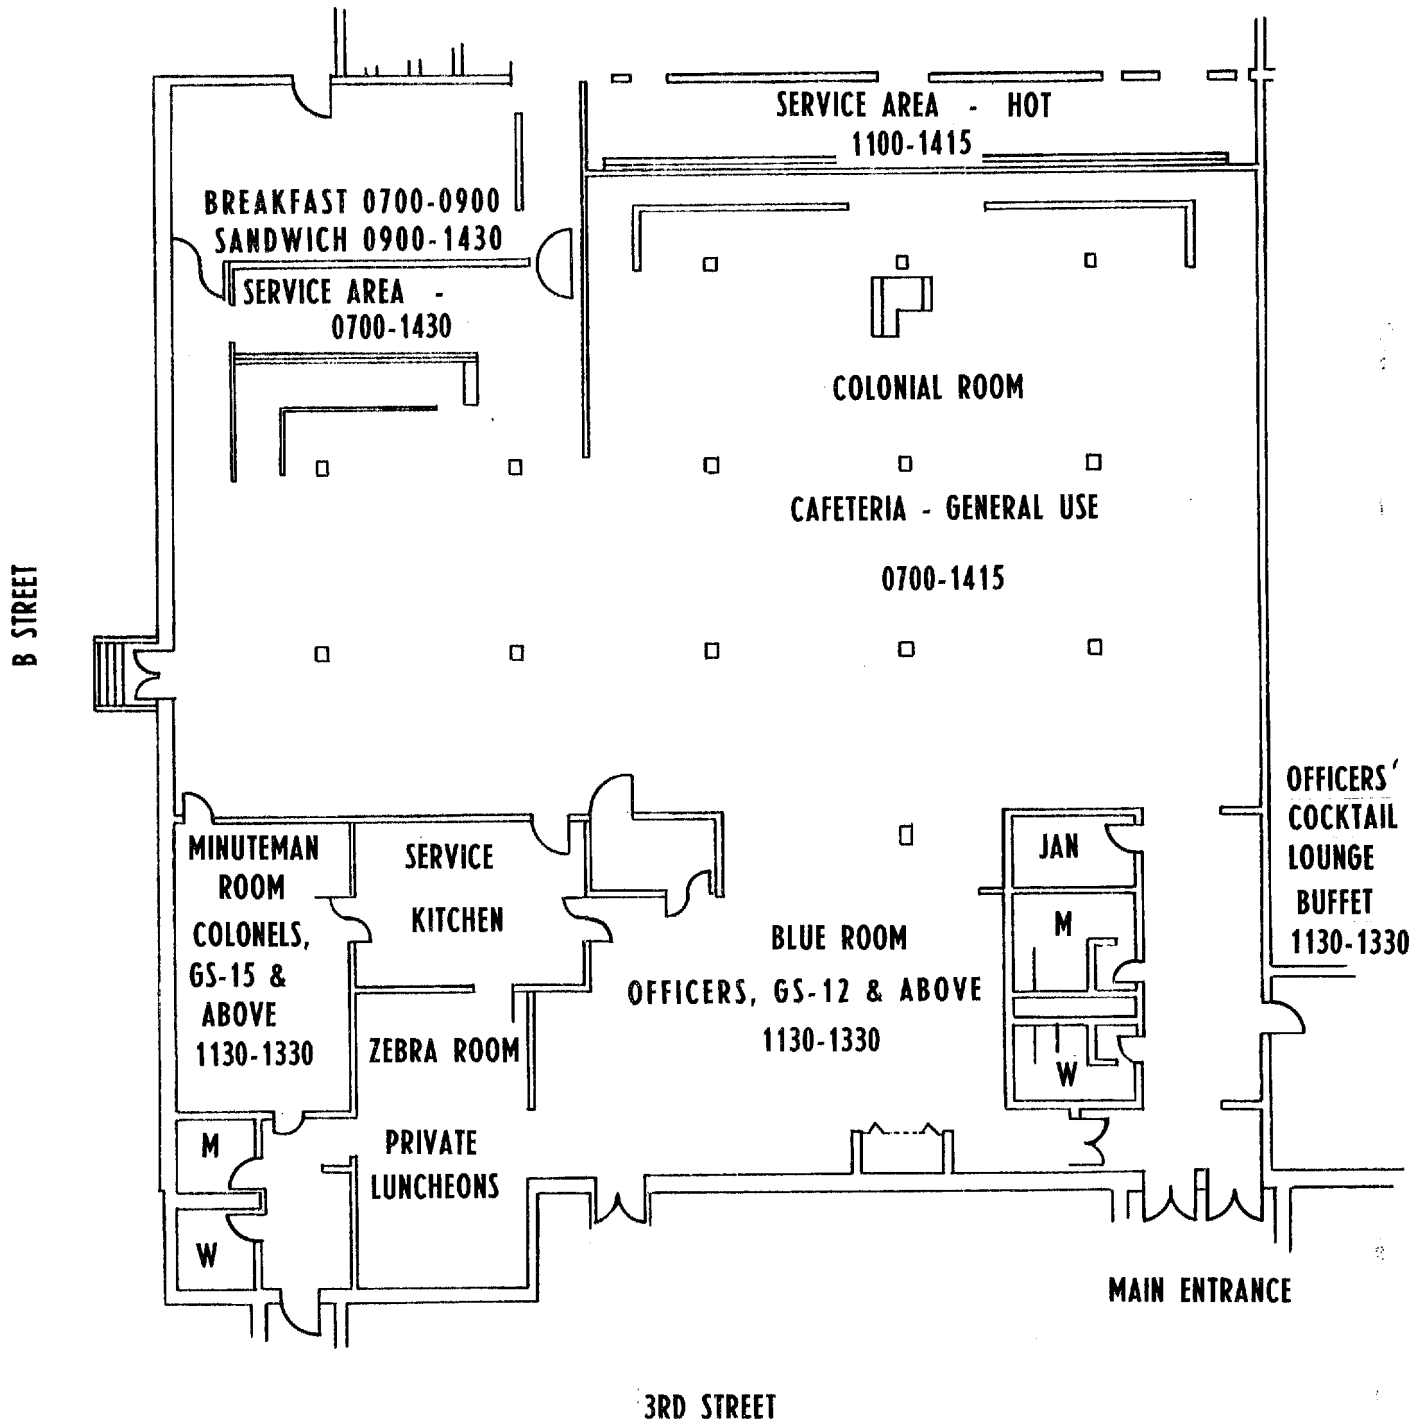 SERVICE AREA - HOT
1100-1415
BREAKFAST 0700-0900
SANDWICH 0900-1430
SERVICE AREA -
0700-1430
COLONIAL ROOM
CAFETERIA - GENERAL USE
0700-1415
B STREET
OFFICERS'
COCKTAIL
LOUNGE
BUFFET
1130-1330
MINUTEMAN
ROOM
COLONELS,
GS-15 &
ABOVE
1130-1330
SERVICE
KITCHEN
JAN
M
W
BLUE ROOM
OFFICERS, GS-12 & ABOVE
1130-1330
ZEBRA ROOM
PRIVATE
LUNCHEONS
M
W
MAIN ENTRANCE
3RD STREET